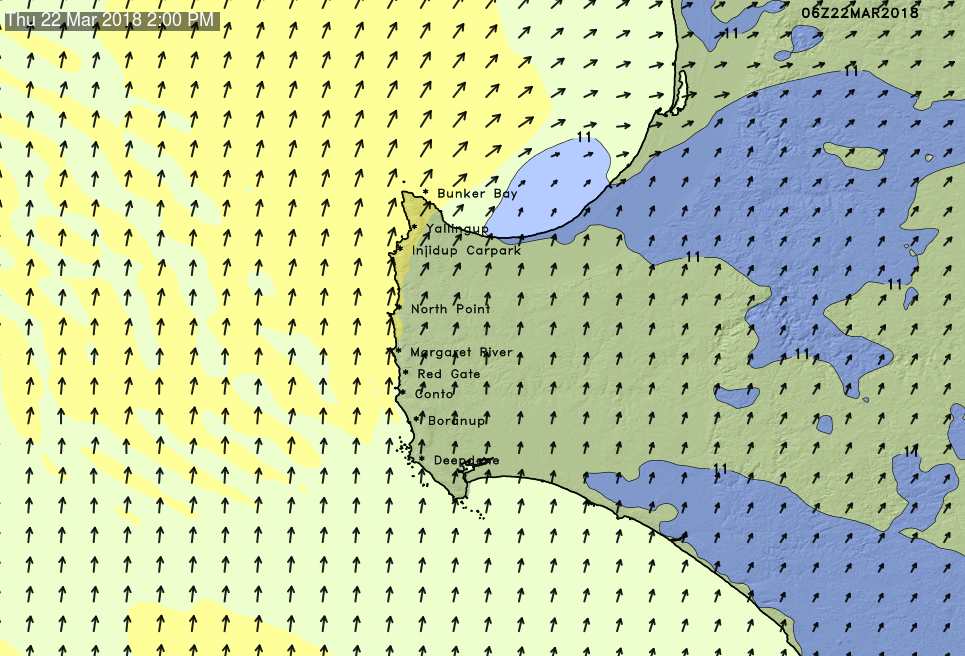 Thu 22 Mar 2018 2:00 PM
06Z22MAR2018
11
11
11
Bunker Bay
Yallingup
Injidup Carpark
11
11
North Point
Margaret River
11
Red Gate
Conto
Boranup
11
Deepdene
11